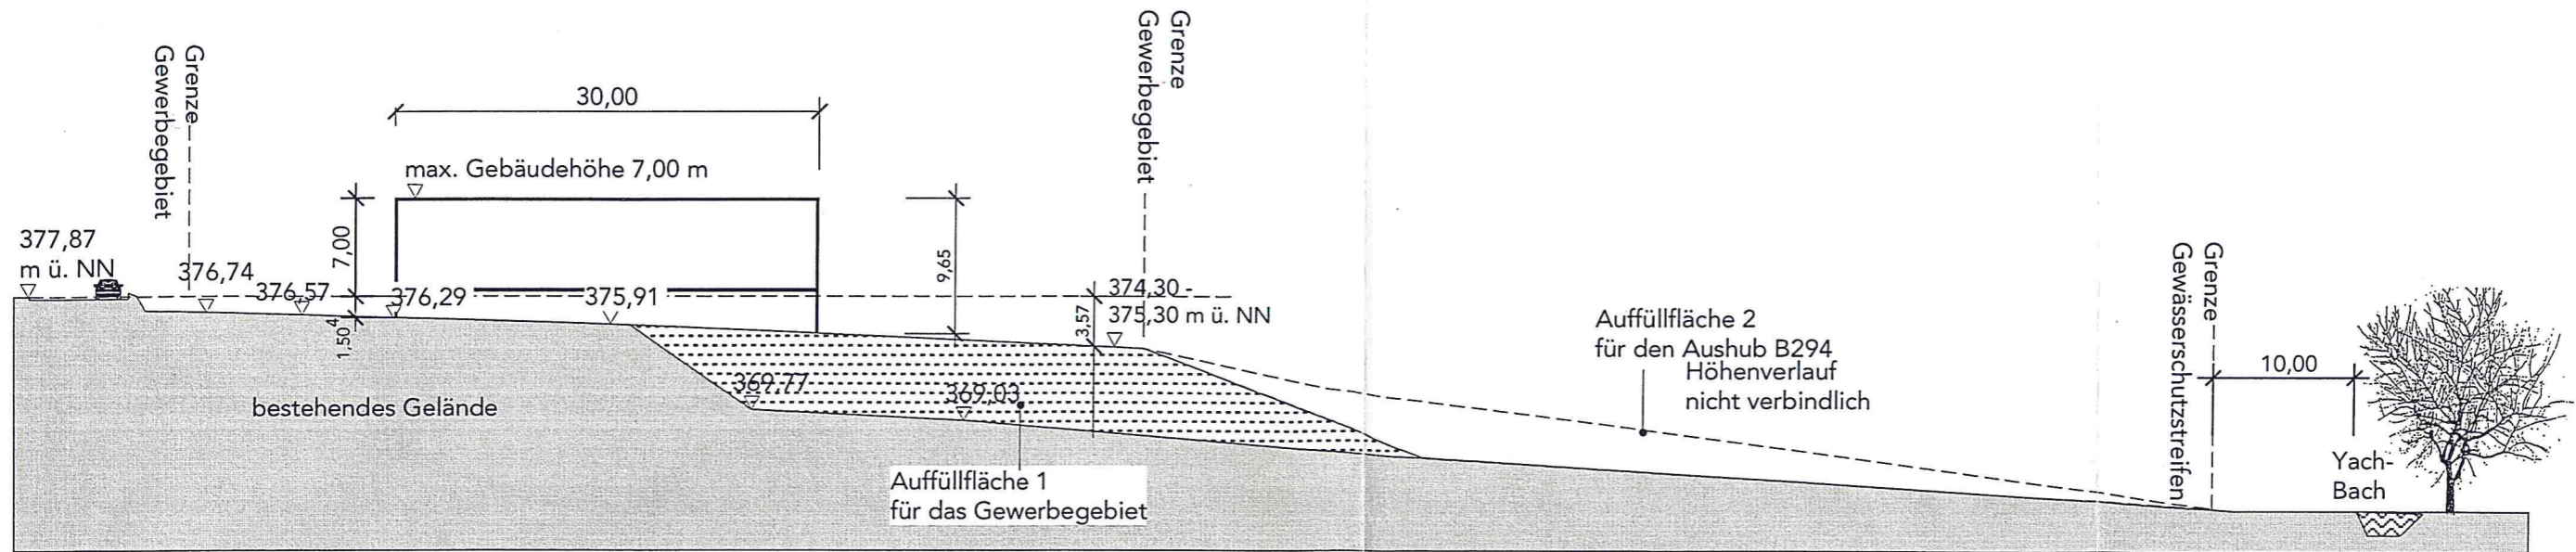 Grenze
Gewerbegebiet
30,00
max. Gebäudehöhe 7,00 m
7,00
1,50⁴
377,87
m ü. NN
376,74
376,57
376,29
375,91
9,65
Grenze
Gewerbegebiet
3,57
374,30 -
375,30 m ü. NN
369,77
369,03
bestehendes Gelände
Auffüllfläche 1
für das Gewerbegebiet
Auffüllfläche 2
für den Aushub B294
Höhenverlauf
nicht verbindlich
Grenze
Gewässerschutzstreifen
10,00
Yach-
Bach